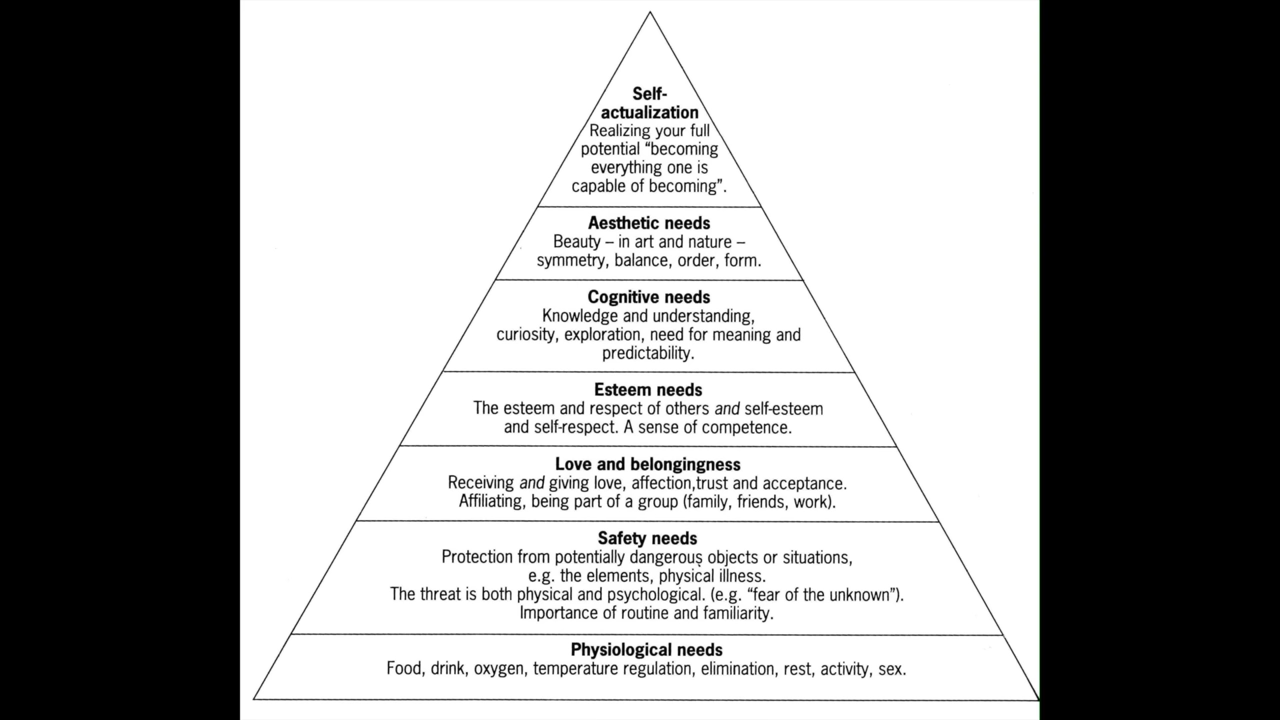 Self-
actualization
Realizing your full
potential “becoming
everything one is
capable of becoming”.
Aesthetic needs
Beauty – in art and nature –
symmetry, balance, order, form.
Cognitive needs
Knowledge and understanding,
curiosity, exploration, need for meaning and
predictability.
Esteem needs
The esteem and respect of others and self-esteem
and self-respect. A sense of competence.
Love and belongingness
Receiving and giving love, affection,trust and acceptance.
Affiliating, being part of a group (family, friends, work).
Safety needs
Protection from potentially dangerous objects or situations,
e.g. the elements, physical illness.
The threat is both physical and psychological. (e.g. “fear of the unknown”).
Importance of routine and familiarity.
Physiological needs
Food, drink, oxygen, temperature regulation, elimination, rest, activity, sex.